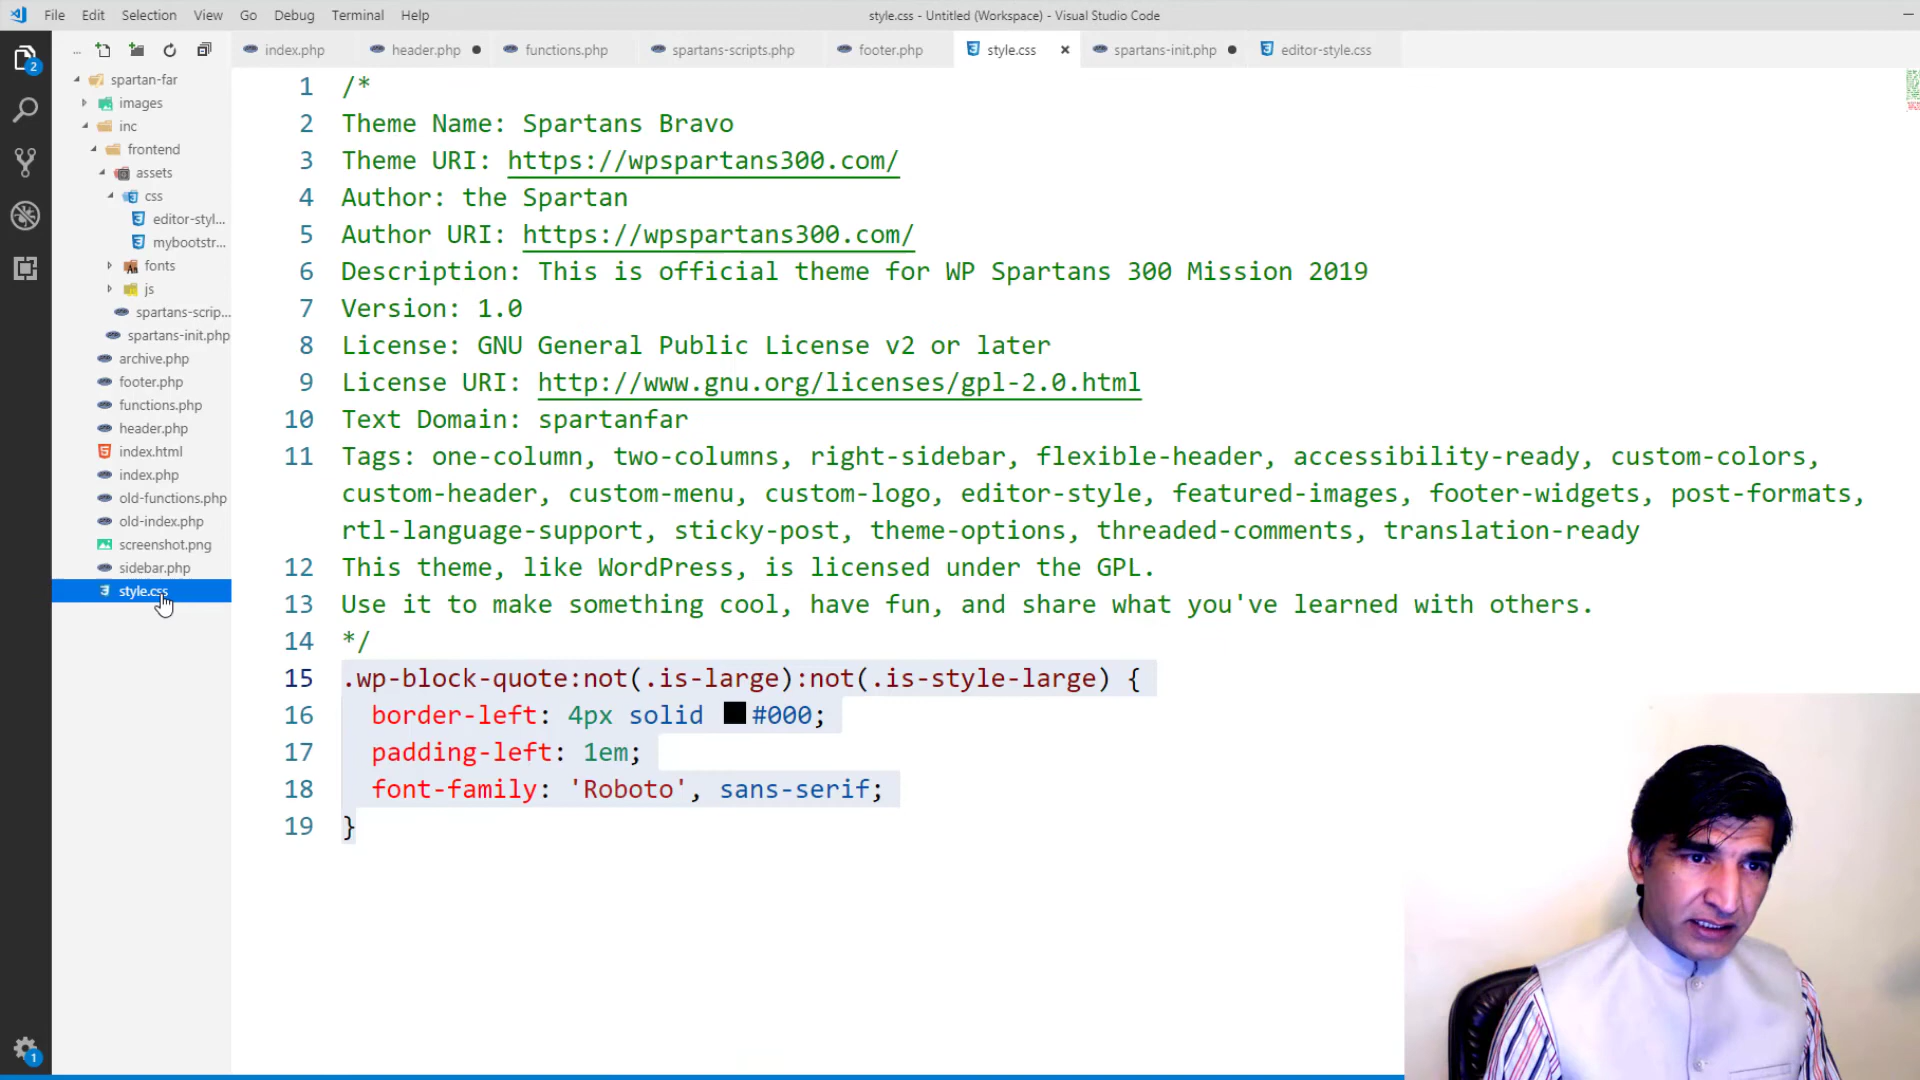 File Edit Selection View Go Debug Terminal Help
style.css - Untitled (Workspace) - Visual Studio Code
index.php header.php functions.php spartans-scripts.php footer.php style.css spartans-init.php editor-style.css
2
spartan-far
images
inc
frontend
assets
css
editor-styl...
mybootstr...
fonts
js
spartans-scrip...
spartans-init.php
archive.php
footer.php
functions.php
header.php
index.html
index.php
old-functions.php
old-index.php
screenshot.png
sidebar.php
style.css
1
1 /*
2 Theme Name: Spartans Bravo
3 Theme URI: https://wpspartans300.com/
4 Author: the Spartan
5 Author URI: https://wpspartans300.com/
6 Description: This is official theme for WP Spartans 300 Mission 2019
7 Version: 1.0
8 License: GNU General Public License v2 or later
9 License URI: http://www.gnu.org/licenses/gpl-2.0.html
10 Text Domain: spartanfar
11 Tags: one-column, two-columns, right-sidebar, flexible-header, accessibility-ready, custom-colors,
custom-header, custom-menu, custom-logo, editor-style, featured-images, footer-widgets, post-formats,
rtl-language-support, sticky-post, theme-options, threaded-comments, translation-ready
12 This theme, like WordPress, is licensed under the GPL.
13 Use it to make something cool, have fun, and share what you've learned with others.
14 */
15 .wp-block-quote:not(.is-large):not(.is-style-large) {
16 border-left: 4px solid #000;
17 padding-left: 1em;
18 font-family: 'Roboto', sans-serif;
19 }